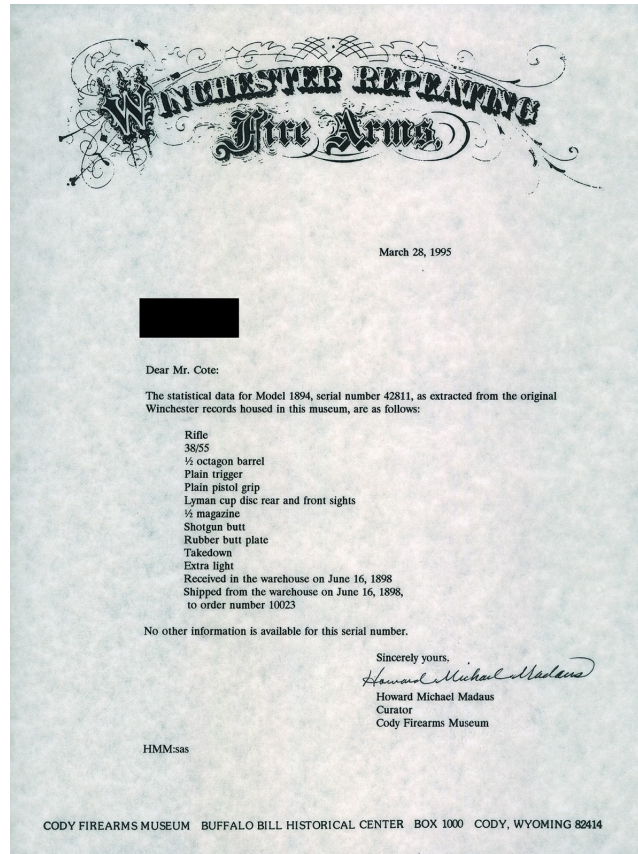 WINCHESTER REPEATING
Fire Arms,
March 28, 1995
Dear Mr. Cote:
The statistical data for Model 1894, serial number 42811, as extracted from the original
Winchester records housed in this museum, are as follows:
Rifle
38/55
½ octagon barrel
Plain trigger
Plain pistol grip
Lyman cup disc rear and front sights
½ magazine
Shotgun butt
Rubber butt plate
Takedown
Extra light
Received in the warehouse on June 16, 1898
Shipped from the warehouse on June 16, 1898,
to order number 10023
No other information is available for this serial number.
Sincerely yours,
Howard Michael Madaus
Howard Michael Madaus
Curator
Cody Firearms Museum
HMM:sas
CODY FIREARMS MUSEUM BUFFALO BILL HISTORICAL CENTER BOX 1000 CODY, WYOMING 82414